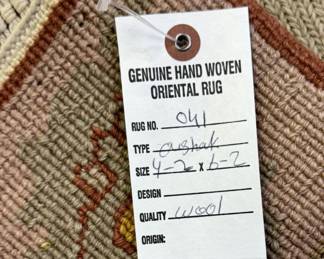 GENUINE HAND WOVEN
ORIENTAL RUG
RUG NO. 041
TYPE oushak
SIZE 4-2 x 6-2
DESIGN
QUALITY wool
ORIGIN: